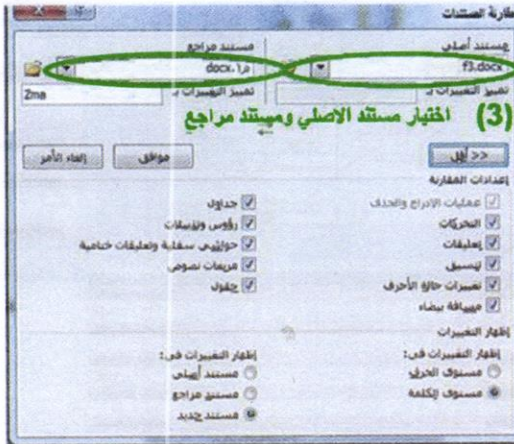 مقارنة المستندات
مستند أصلي
مستند مراجع
f3.docx
م١.docx
تمييز التغييرات بـ
تمييز التغييرات بـ
2ma
(3) اختيار مستند الاصلي ومستند مراجع
<< أقل
موافق
إلغاء الأمر
إعدادات المقارنة
عمليات الإدراج والحذف
التحركات
تعليقات
تنسيق
تغييرات حالة الأحرف
مسافة بيضاء
جداول
رؤوس وتذييلات
حواشي سفلية وتعليقات ختامية
مربعات نصوص
حقول
إظهار التغييرات
إظهار التغييرات في:
مستوى الحرف
مستوى الكلمة
إظهار التغييرات في:
مستند أصلي
مستند مراجع
مستند جديد